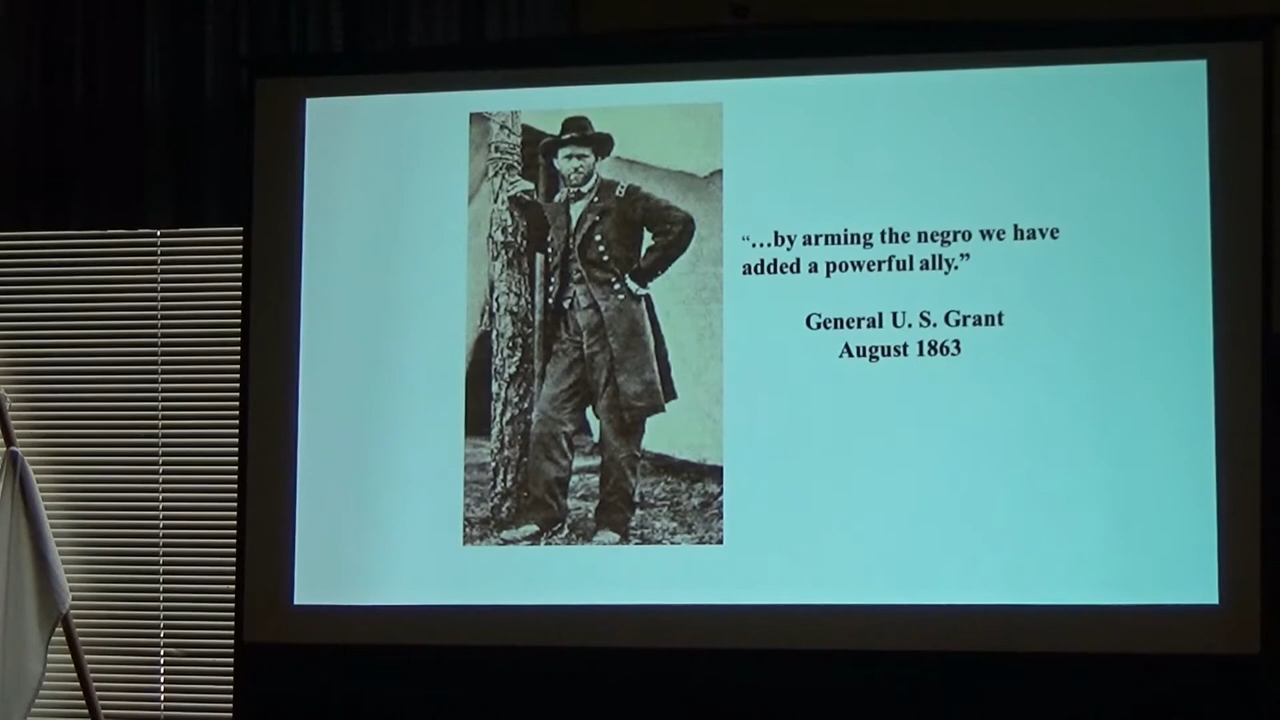 “…by arming the negro we have
added a powerful ally.”
General U. S. Grant
August 1863